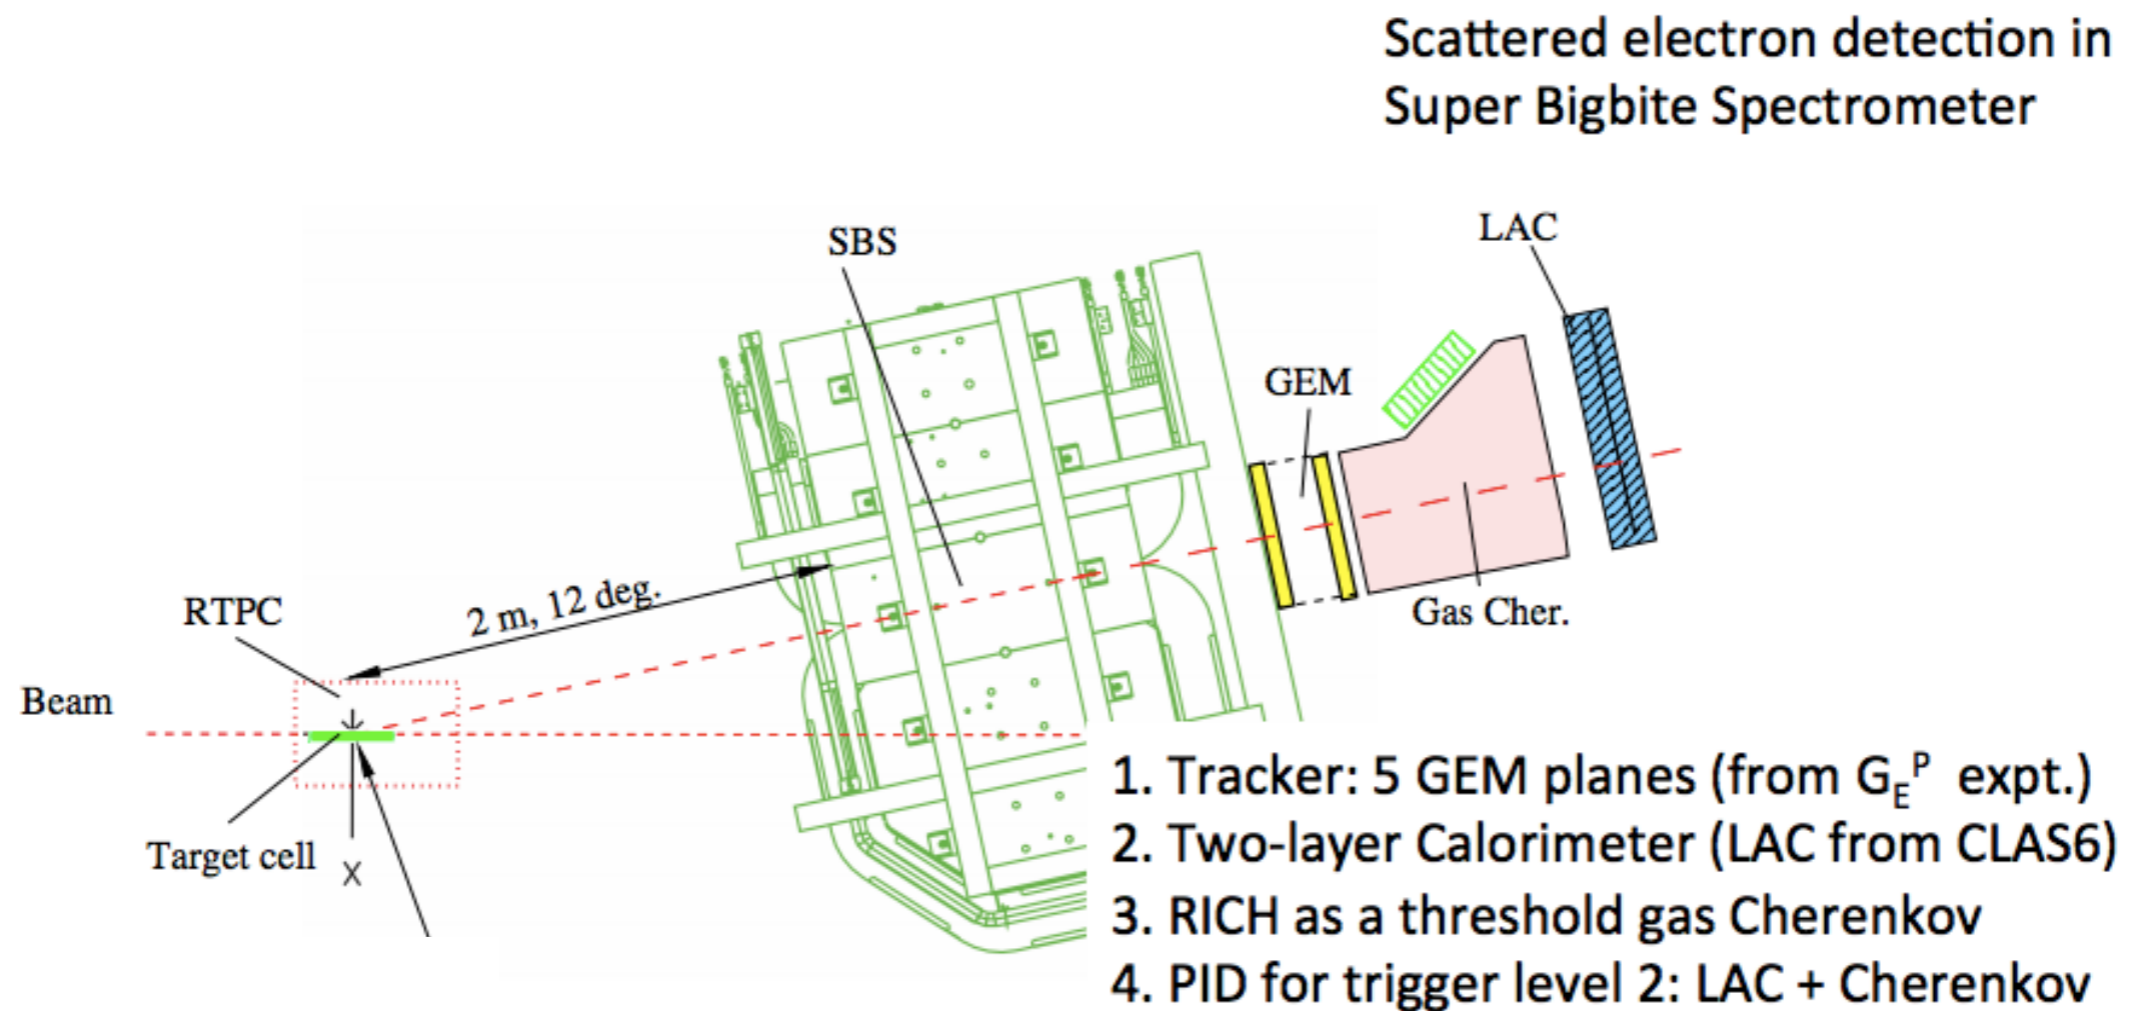 Scattered electron detection in
Super Bigbite Spectrometer
SBS
LAC
GEM
2 m, 12 deg.
RTPC
Gas Cher.
Beam
Target cell
X
1. Tracker: 5 GEM planes (from G_E^P expt.)
2. Two-layer Calorimeter (LAC from CLAS6)
3. RICH as a threshold gas Cherenkov
4. PID for trigger level 2: LAC + Cherenkov